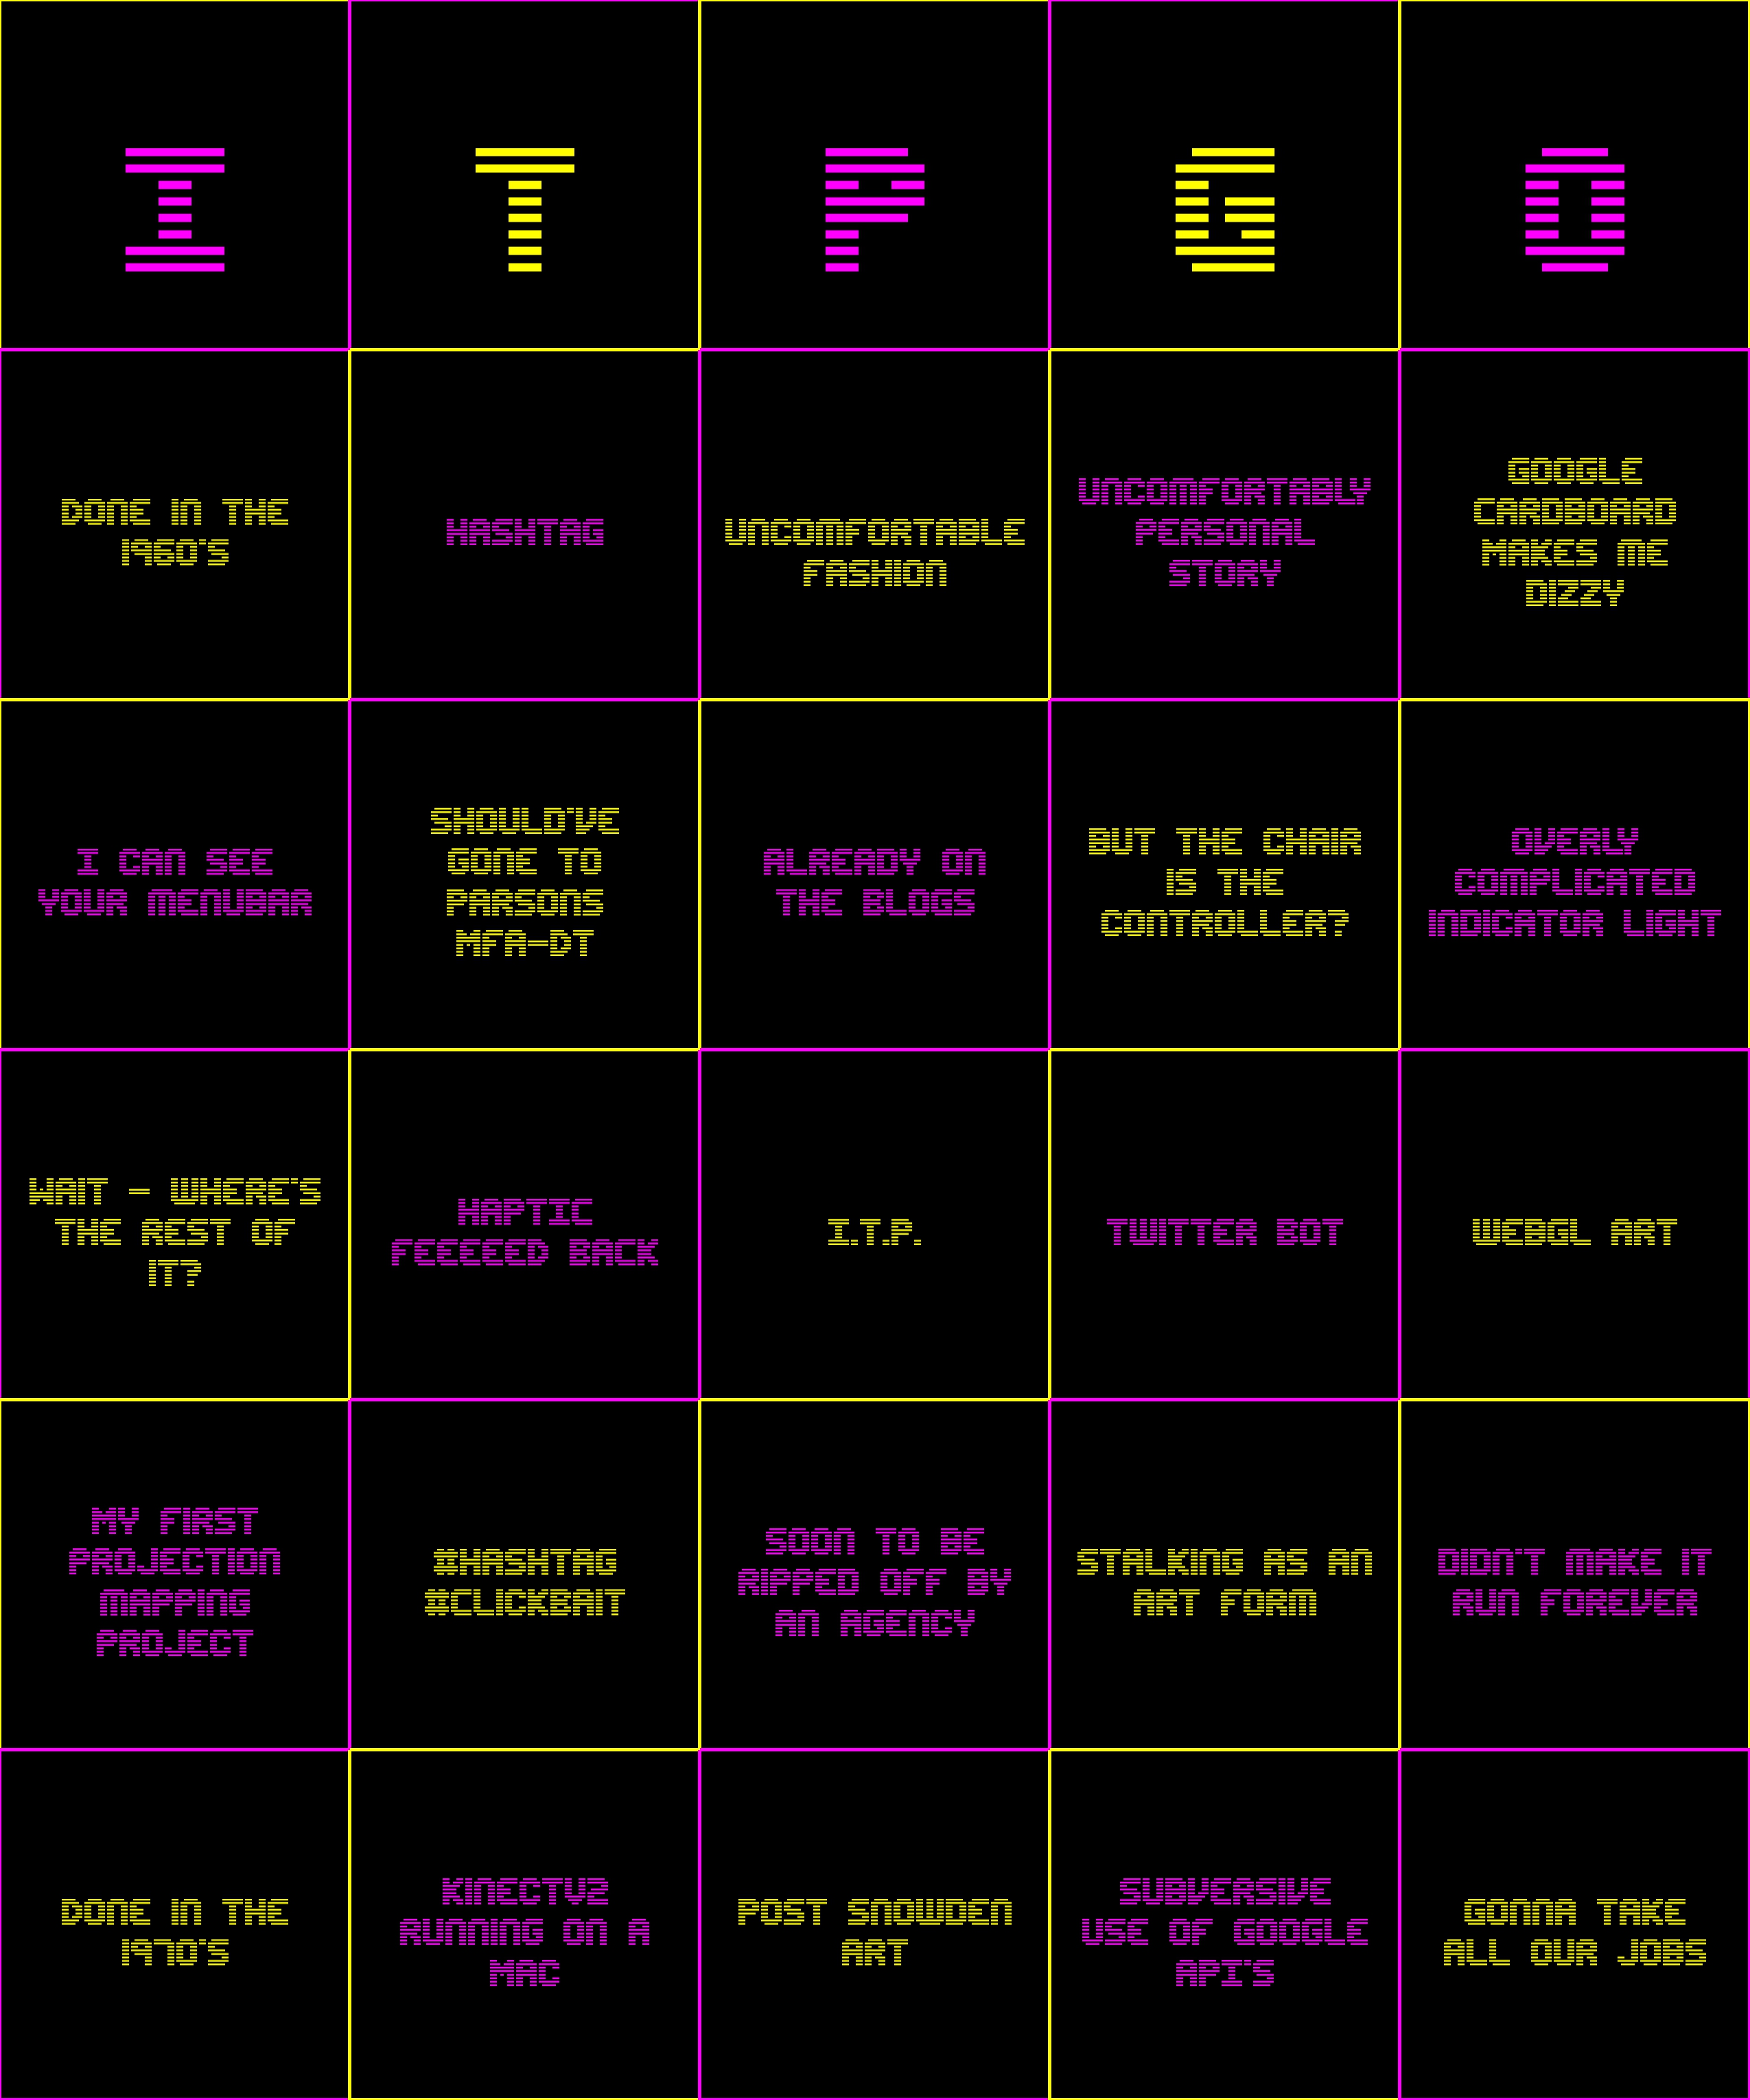 I T P G O
DONE IN THE
1960'S
HASHTAG
UNCOMFORTABLE
FASHION
UNCOMFORTABLY
PERSONAL
STORY
GOOGLE
CARDBOARD
MAKES ME
DIZZY
I CAN SEE
YOUR MENUBAR
SHOULD'VE
GONE TO
PARSONS
MFA-DT
ALREADY ON
THE BLOGS
BUT THE CHAIR
IS THE
CONTROLLER?
OVERLY
COMPLICATED
INDICATOR LIGHT
WAIT - WHERE'S
THE REST OF
IT?
HAPTIC
FEEEEED BACK
I.T.P.
TWITTER BOT
WEBGL ART
MY FIRST
PROJECTION
MAPPING
PROJECT
#HASHTAG
#CLICKBAIT
SOON TO BE
RIPPED OFF BY
AN AGENCY
STALKING AS AN
ART FORM
DIDN'T MAKE IT
RUN FOREVER
DONE IN THE
1970'S
KINECTV2
RUNNING ON A
MAC
POST SNOWDEN
ART
SUBVERSIVE
USE OF GOOGLE
API'S
GONNA TAKE
ALL OUR JOBS